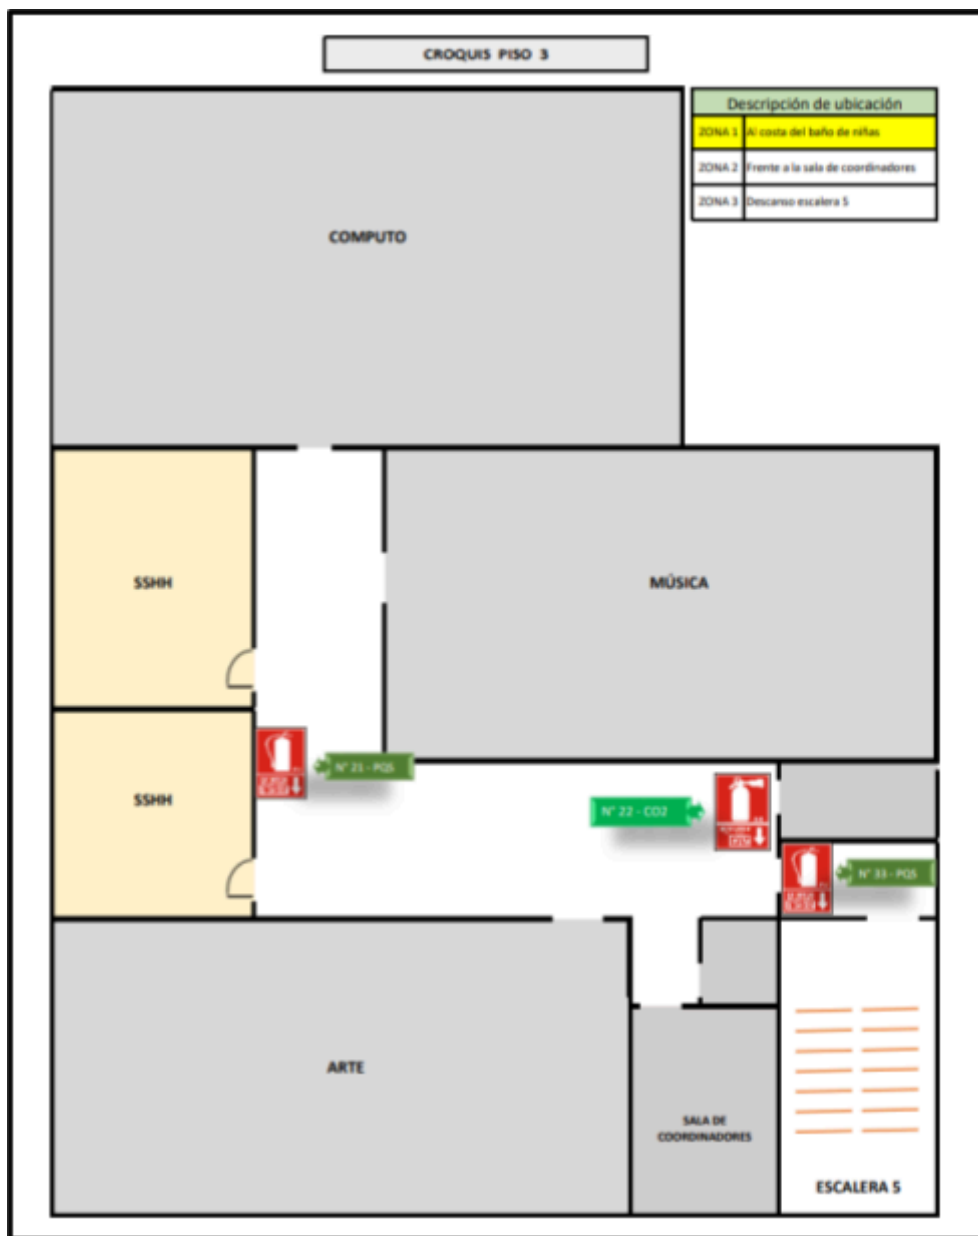 CROQUIS PISO 3
Descripción de ubicación
ZONA 1 Al costa del baño de niñas
ZONA 2 Frente a la sala de coordinadores
ZONA 3 Descanso escalera 5
COMPUTO
SSHH
MÚSICA
N° 21 - PQS
SSHH
N° 22 - CO2
N° 33 - PQS
ARTE
SALA DE
COORDINADORES
ESCALERA 5